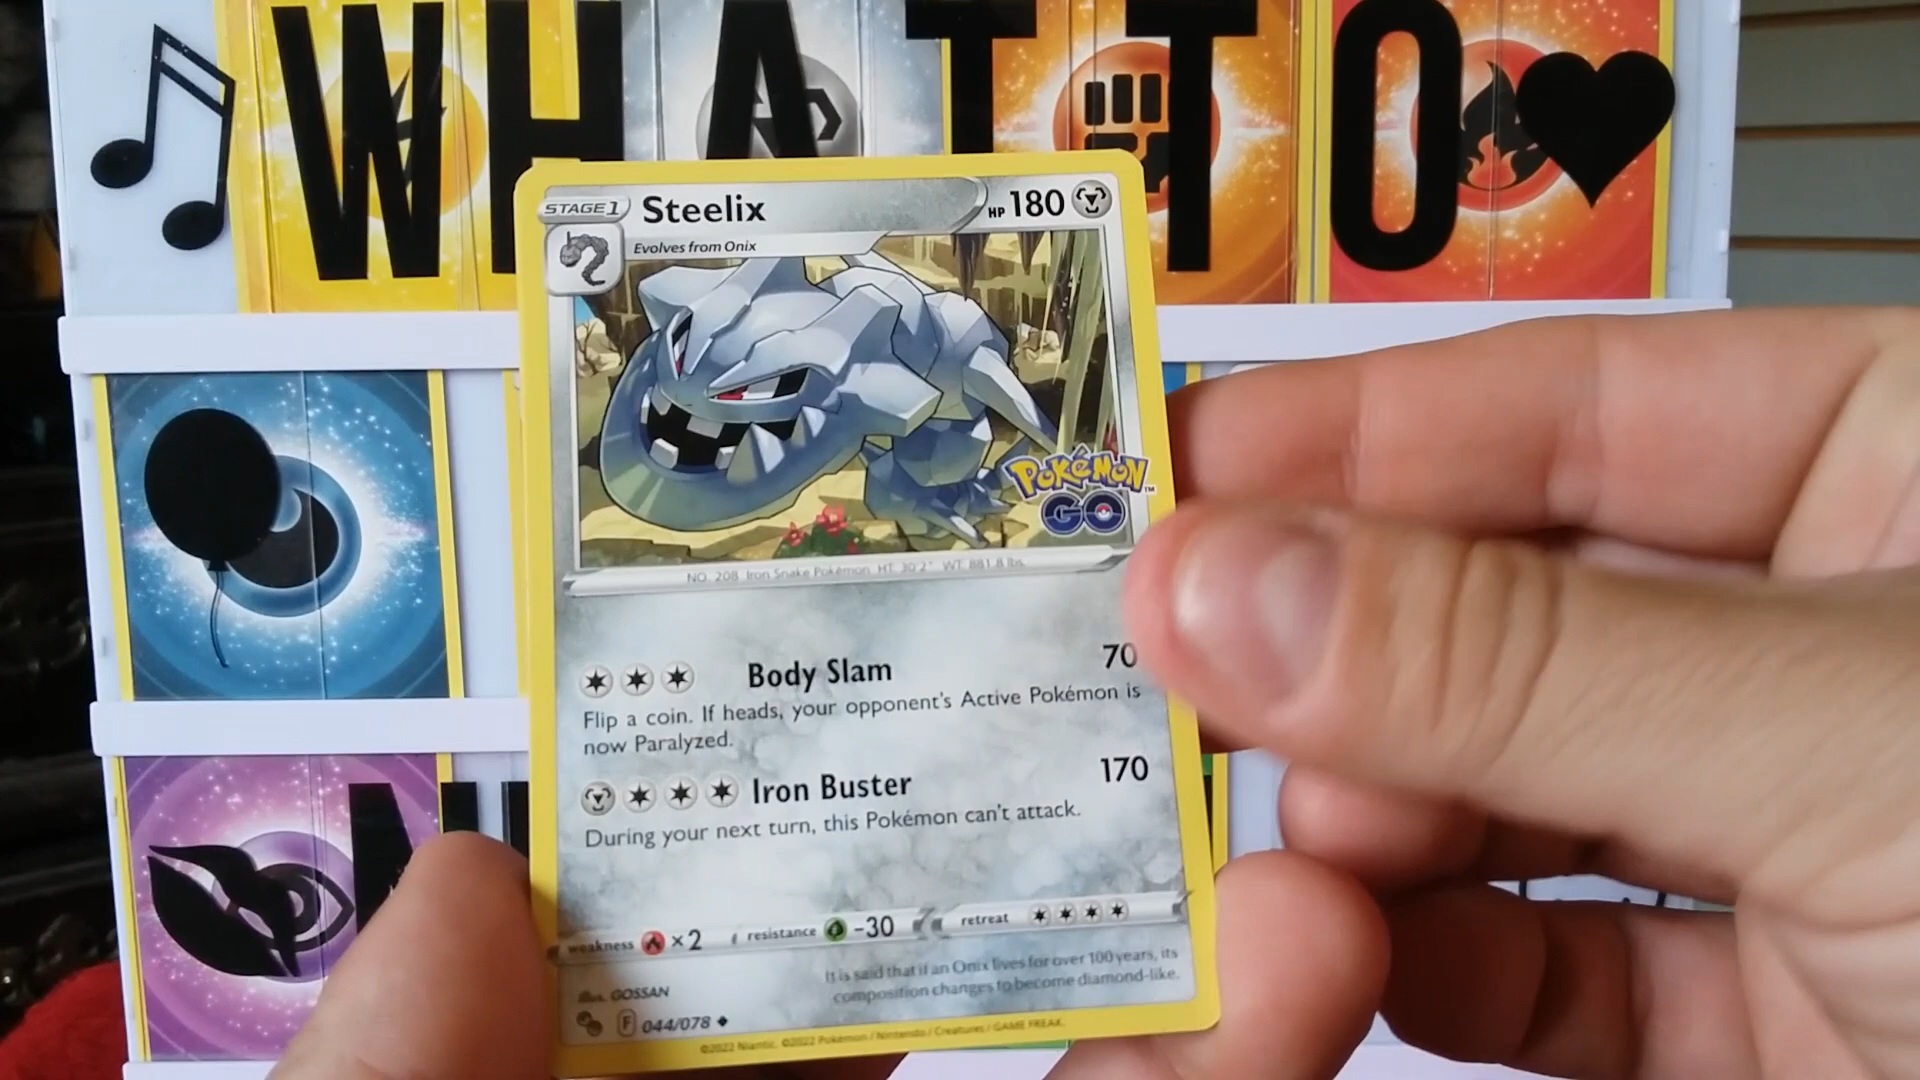 WHAT TO
STAGE1 Steelix HP 180
Evolves from Onix
POKÉMON™
GO
NO. 208 Iron Snake Pokémon HT: 30'2" WT: 881.8 lbs.
Body Slam 70
Flip a coin. If heads, your opponent's Active Pokémon is
now Paralyzed.
Iron Buster 170
During your next turn, this Pokémon can't attack.
weakness ×2 resistance -30 retreat
It is said that if an Onix lives for over 100 years, its
composition changes to become diamond-like.
illus. GOSSAN
F 044/078
©2022 Niantic. ©2022 Pokémon / Nintendo / Creatures / GAME FREAK.